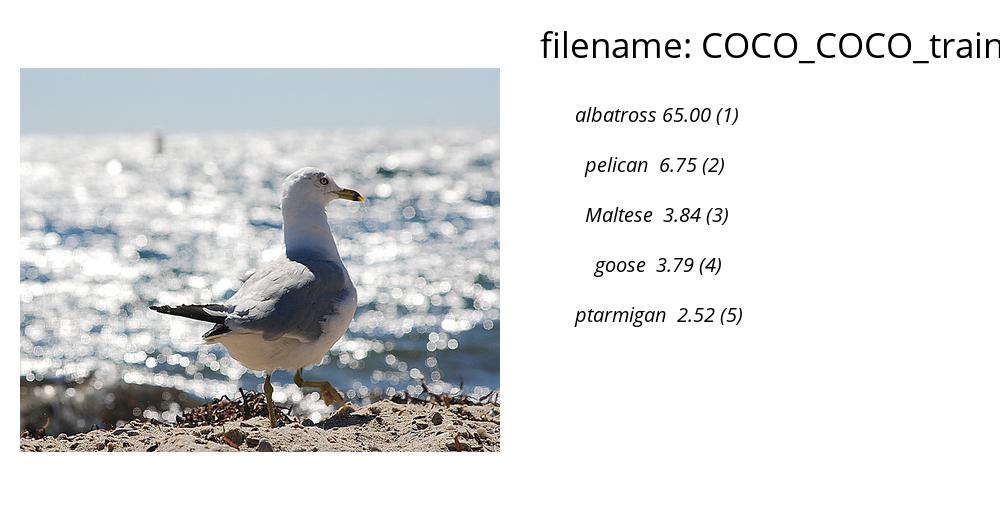 filename: COCO_COCO_train
albatross 65.00 (1)
pelican 6.75 (2)
Maltese 3.84 (3)
goose 3.79 (4)
ptarmigan 2.52 (5)